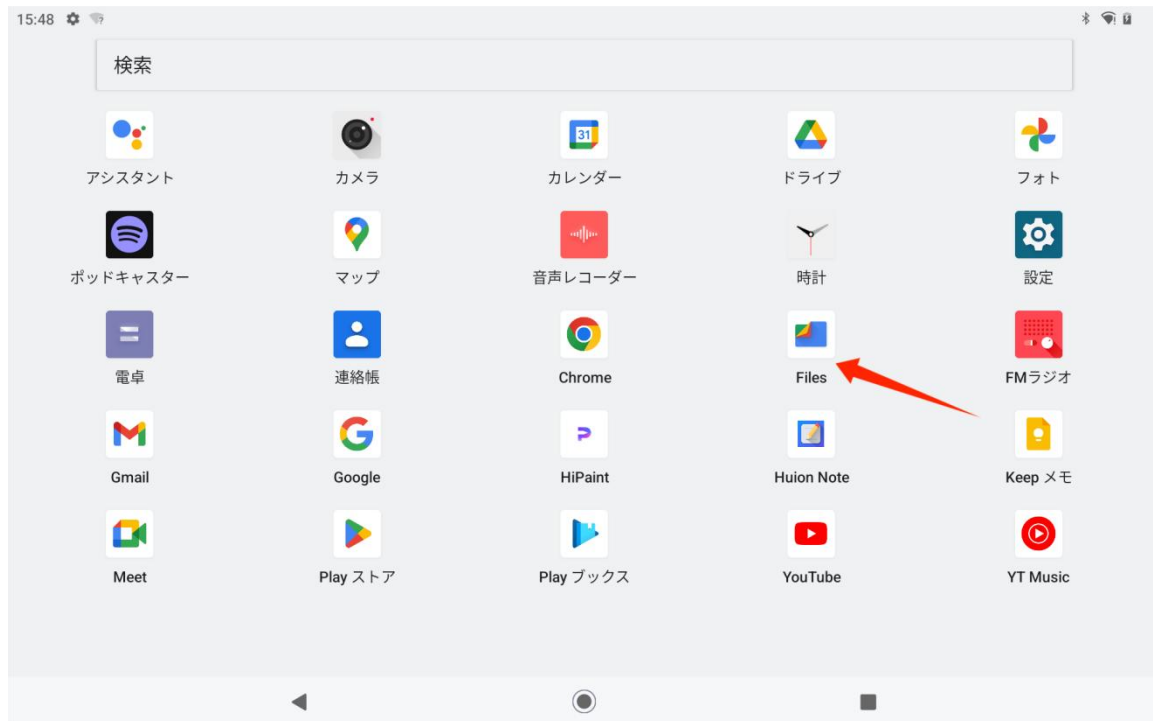 15:48
検索
アシスタント
カメラ
カレンダー
ドライブ
フォト
ポッドキャスター
マップ
音声レコーダー
時計
設定
電卓
連絡帳
Chrome
Files
FMラジオ
Gmail
Google
HiPaint
Huion Note
Keep メモ
Meet
Play ストア
Play ブックス
YouTube
YT Music
31